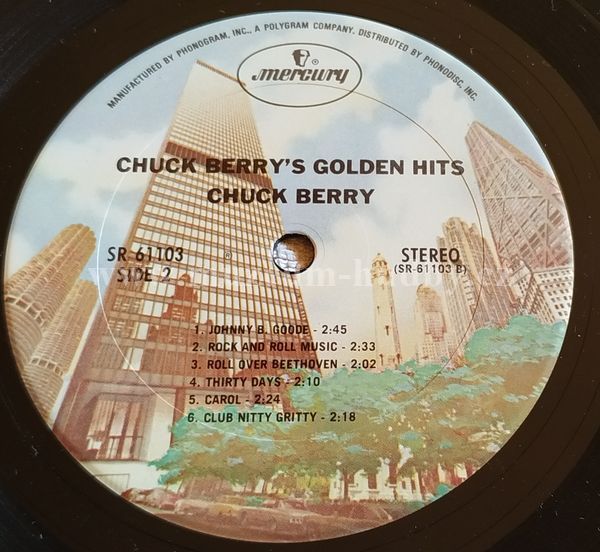 MANUFACTURED BY PHONOGRAM, INC., A POLYGRAM COMPANY. DISTRIBUTED BY PHONODISC, INC.
mercury ®
CHUCK BERRY'S GOLDEN HITS
CHUCK BERRY
SR-61103
SIDE 2
STEREO
(SR-61103 B)
1. JOHNNY B. GOODE - 2:45
2. ROCK AND ROLL MUSIC - 2:33
3. ROLL OVER BEETHOVEN - 2:02
4. THIRTY DAYS - 2:10
5. CAROL - 2:24
6. CLUB NITTY GRITTY - 2:18